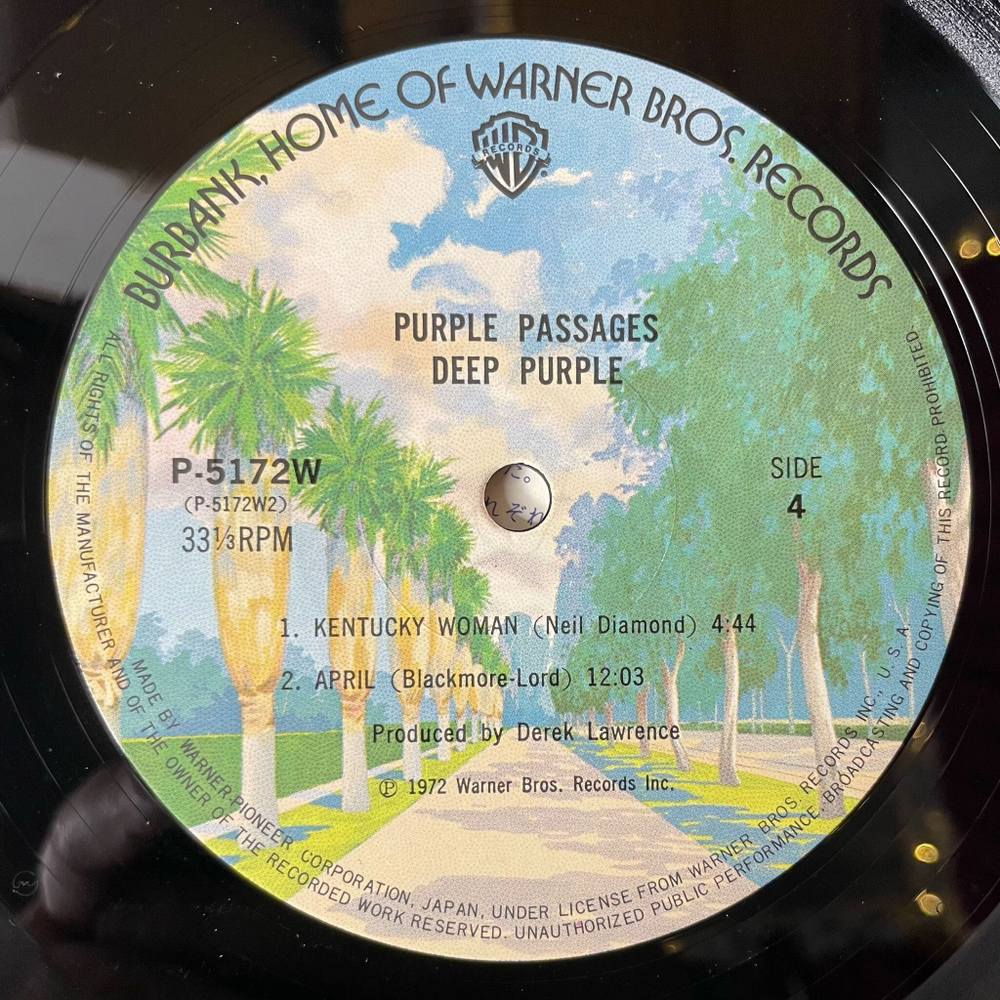 BURBANK, HOME OF WARNER BROS. RECORDS
WB
RECORDS
®
PURPLE PASSAGES
DEEP PURPLE
P-5172W
(P-5172W2)
33⅓RPM
SIDE
4
れぞれ
1. KENTUCKY WOMAN (Neil Diamond) 4:44
2. APRIL (Blackmore-Lord) 12:03
Produced by Derek Lawrence
Ⓟ 1972 Warner Bros. Records Inc.
MADE BY WARNER-PIONEER CORPORATION, JAPAN, UNDER LICENSE FROM WARNER BROS. RECORDS INC., U.S.A.
ALL RIGHTS OF THE MANUFACTURER AND OF THE OWNER OF THE RECORDED WORK RESERVED. UNAUTHORIZED PUBLIC PERFORMANCE, BROADCASTING AND COPYING OF THIS RECORD PROHIBITED.